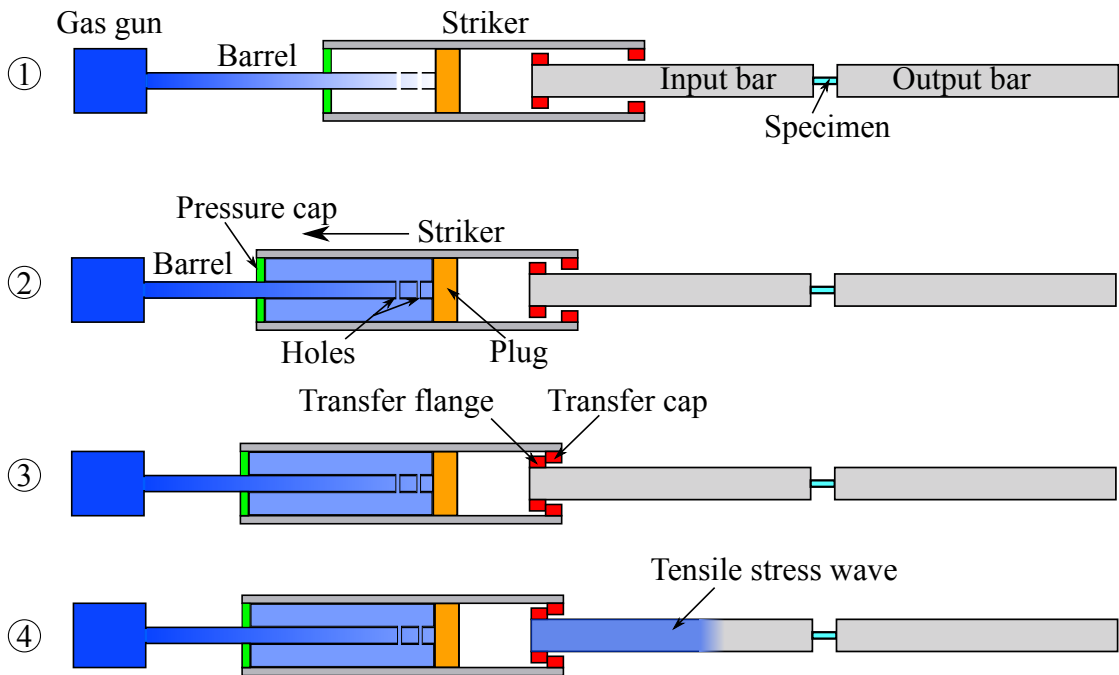 Gas gun
Barrel
Striker
①
Input bar
Output bar
Specimen
Pressure cap
Striker
Barrel
②
Holes
Plug
Transfer flange
Transfer cap
③
Tensile stress wave
④